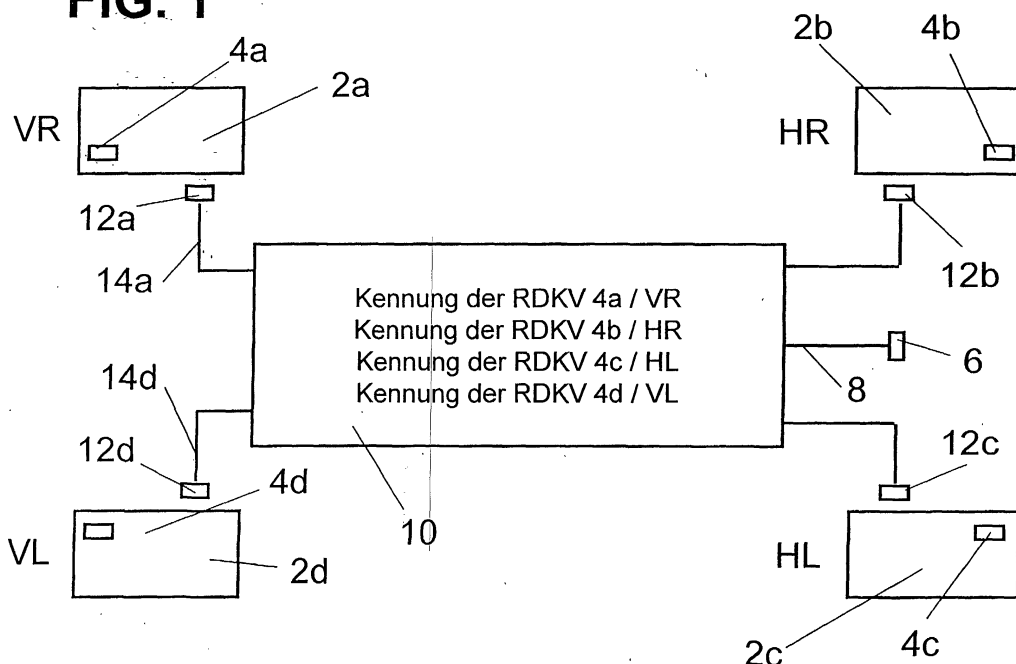 FIG. 1
2b
4b
4a
2a
VR
HR
12a
12b
14a
Kennung der RDKV 4a / VR
Kennung der RDKV 4b / HR
Kennung der RDKV 4c / HL
Kennung der RDKV 4d / VL
6
8
14d
12d
12c
4d
10
VL
HL
2d
2c
4c